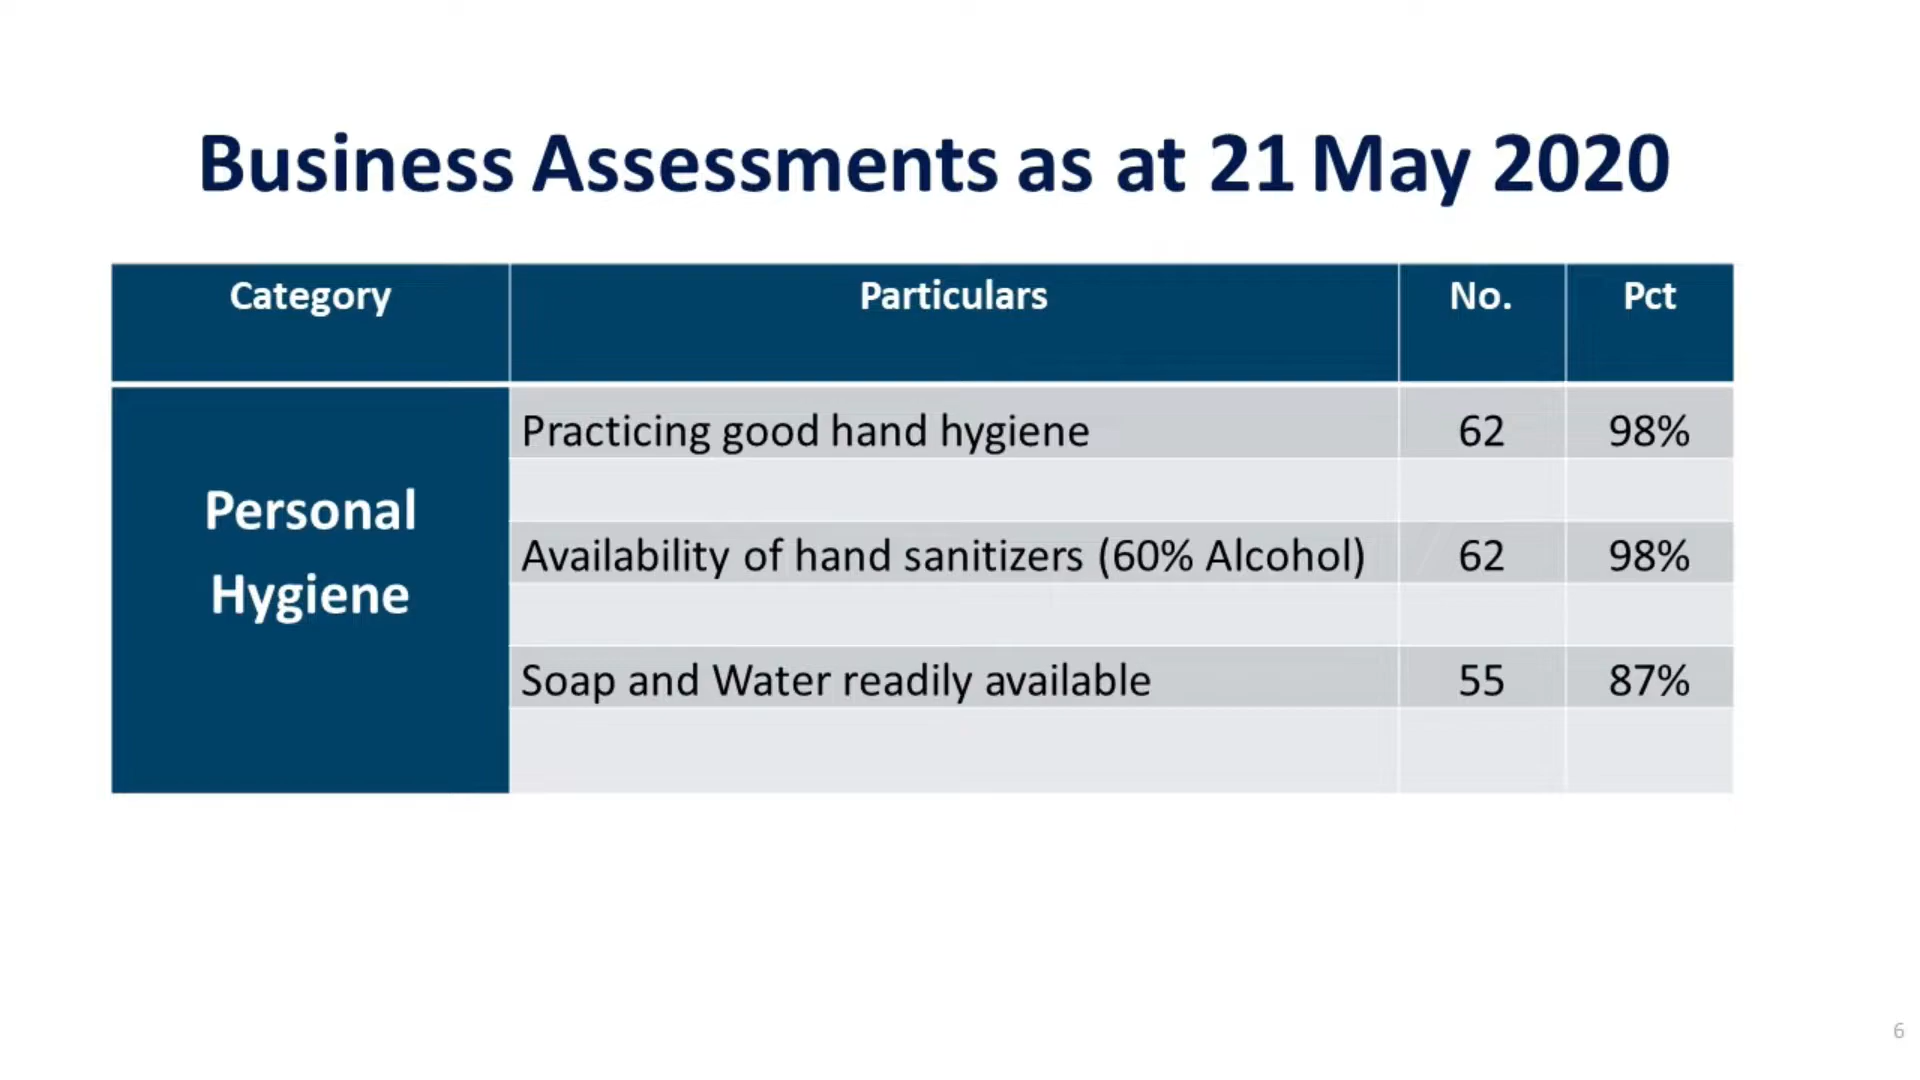 Business Assessments as at 21 May 2020
Category Particulars No. Pct
Personal
Hygiene
Practicing good hand hygiene 62 98%
Availability of hand sanitizers (60% Alcohol) 62 98%
Soap and Water readily available 55 87%
6